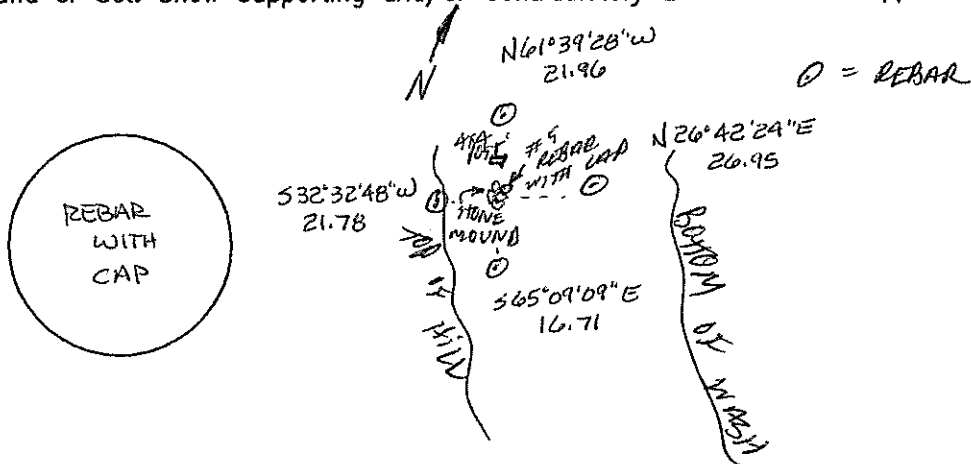 N61°39'28"W
21.96
N
= REBAR
POST
#5
REBAR
WITH CAP
N26°42'24"E
26.95
S32°32'48"W
21.78
STONE
MOUND
REBAR
WITH
CAP
S65°09'09"E
16.71
TOP OF HILL
BOTTOM OF WASH